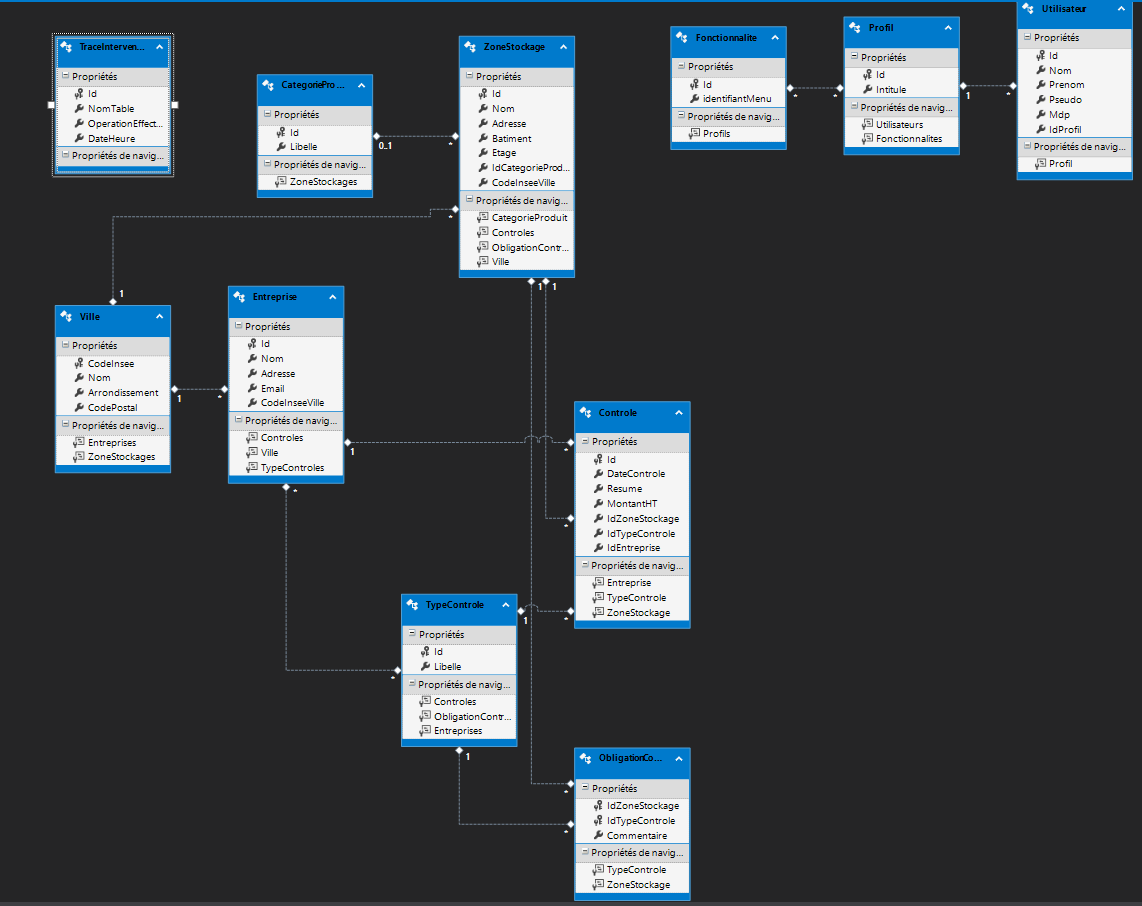 TraceInterven...
Propriétés
Id
NomTable
OperationEffect...
DateHeure
Propriétés de navig...
CategoriePro ...
Propriétés
Id
Libelle
Propriétés de navig...
ZoneStockages
0..1
*
ZoneStockage
Propriétés
Id
Nom
Adresse
Batiment
Etage
IdCategorieProd...
CodeInseeVille
Propriétés de navig...
CategorieProduit
Controles
ObligationContr...
Ville
*
1
1
1
Fonctionnalite
Propriétés
Id
identifiantMenu
Propriétés de navig...
Profils
*
*
Profil
Propriétés
Id
Intitule
Propriétés de navig...
Utilisateurs
Fonctionnalites
1
*
Utilisateur
Propriétés
Id
Nom
Prenom
Pseudo
Mdp
IdProfil
Propriétés de navig...
Profil
Ville
Propriétés
CodeInsee
Nom
Arrondissement
CodePostal
Propriétés de navig...
Entreprises
ZoneStockages
1
*
Entreprise
Propriétés
Id
Nom
Adresse
Email
CodeInseeVille
Propriétés de navig...
Controles
Ville
TypeControles
1
*
*
Controle
Propriétés
Id
DateControle
Resume
MontantHT
IdZoneStockage
IdTypeControle
IdEntreprise
Propriétés de navig...
Entreprise
TypeControle
ZoneStockage
*
*
TypeControle
Propriétés
Id
Libelle
Propriétés de navig...
Controles
ObligationContr...
Entreprises
1
*
1
ObligationCo...
Propriétés
IdZoneStockage
IdTypeControle
Commentaire
Propriétés de navig...
TypeControle
ZoneStockage
*
*